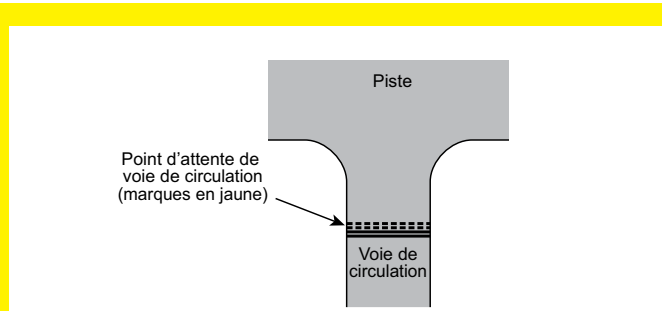 Piste
Point d'attente de
voie de circulation
(marques en jaune)
Voie de
circulation